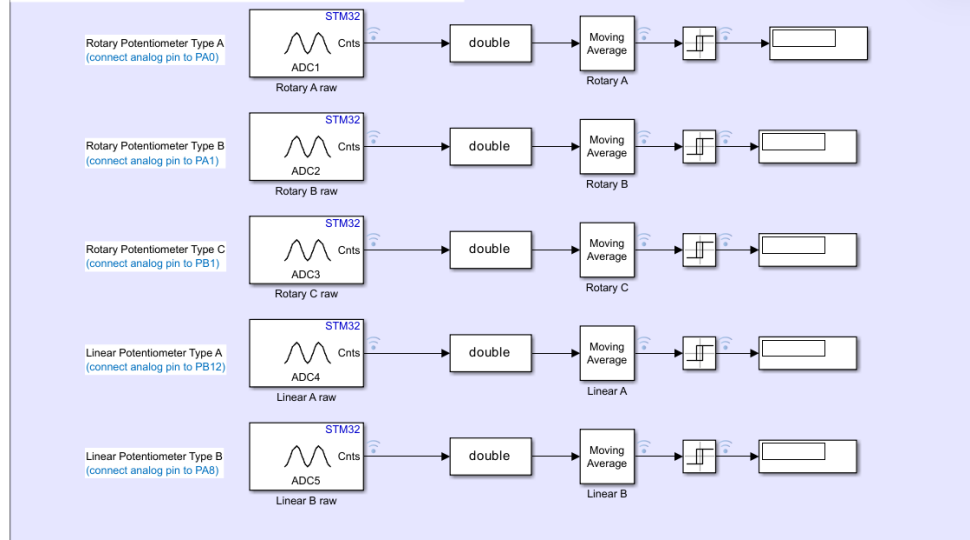 STM32
Rotary Potentiometer Type A
(connect analog pin to PA0)
Cnts
ADC1
Rotary A raw
double
Moving
Average
Rotary A
STM32
Rotary Potentiometer Type B
(connect analog pin to PA1)
Cnts
ADC2
Rotary B raw
double
Moving
Average
Rotary B
STM32
Rotary Potentiometer Type C
(connect analog pin to PB1)
Cnts
ADC3
Rotary C raw
double
Moving
Average
Rotary C
STM32
Linear Potentiometer Type A
(connect analog pin to PB12)
Cnts
ADC4
Linear A raw
double
Moving
Average
Linear A
STM32
Linear Potentiometer Type B
(connect analog pin to PA8)
Cnts
ADC5
Linear B raw
double
Moving
Average
Linear B